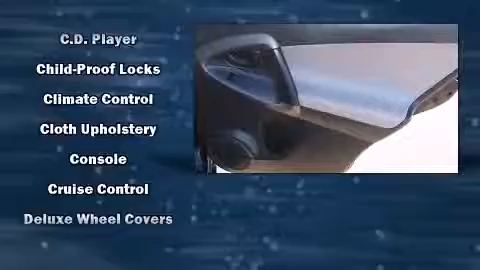 C.D. Player
Child-Proof Locks
Climate Control
Cloth Upholstery
Console
Cruise Control
Deluxe Wheel Covers